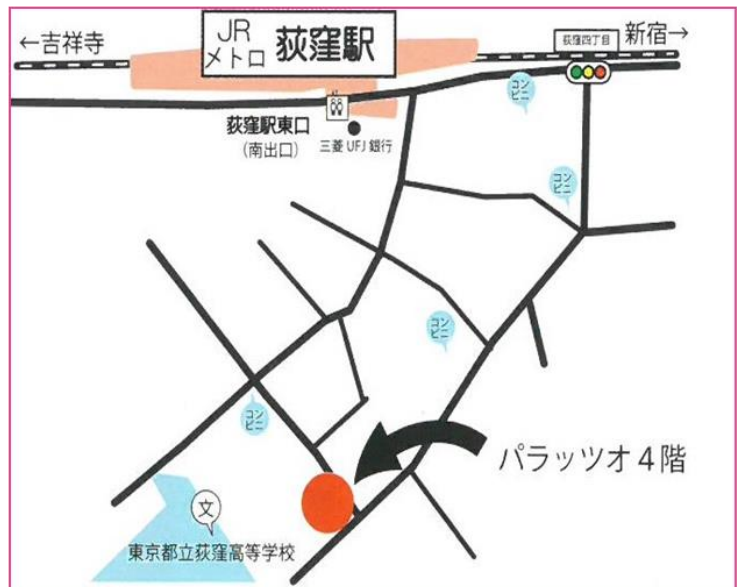 ←吉祥寺
JR
メトロ
荻窪駅
荻窪四丁目
新宿→
荻窪駅東口
(南出口)
三菱 UFJ 銀行
コン
ビニ
コン
ビニ
コン
ビニ
コン
ビニ
パラッツオ 4 階
文
東京都立荻窪高等学校